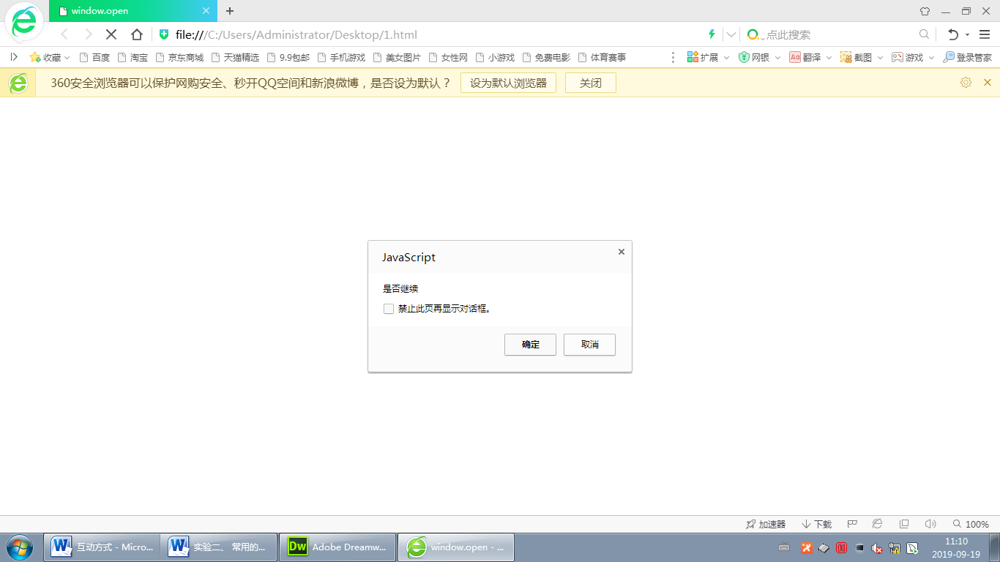 window.open
file:///C:/Users/Administrator/Desktop/1.html
点此搜索
收藏 百度 淘宝 京东商城 天猫精选 9.9包邮 手机游戏 美女图片 女性网 小游戏 免费电影 体育赛事 扩展 网银 Aa 翻译 截图 游戏 登录管家
360安全浏览器可以保护网购安全、秒开QQ空间和新浪微博，是否设为默认？ 设为默认浏览器 关闭
JavaScript
是否继续
禁止此页再显示对话框。
确定 取消
加速器 下载 100%
互动方式 - Micro... 实验二、 常用的... Dw Adobe Dreamw... window.open - ...
11:10
2019-09-19